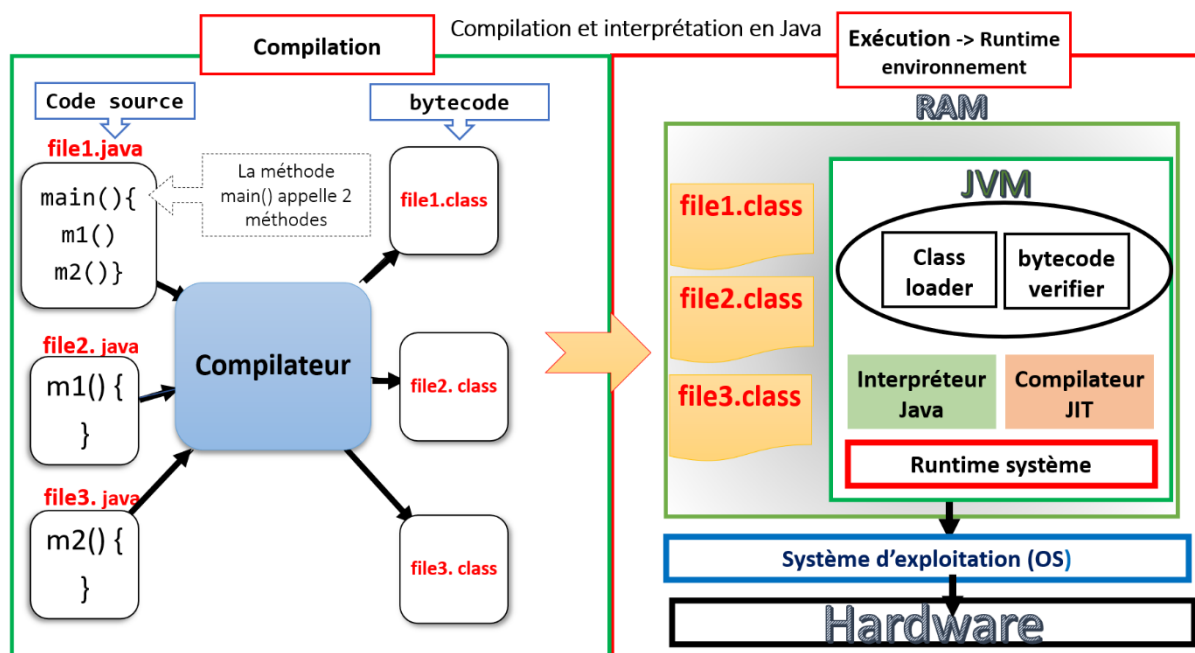 Compilation et interprétation en Java
Compilation
Code source
bytecode
file1.java
main(){
m1()
m2()}
La méthode
main() appelle 2
méthodes
file1.class
file2. java
m1() {
}
Compilateur
file2. class
file3. java
m2() {
}
file3. class
Exécution -> Runtime
environnement
RAM
file1.class
file2.class
file3.class
JVM
Class
loader
bytecode
verifier
Interpréteur
Java
Compilateur
JIT
Runtime système
Système d’exploitation (OS)
Hardware